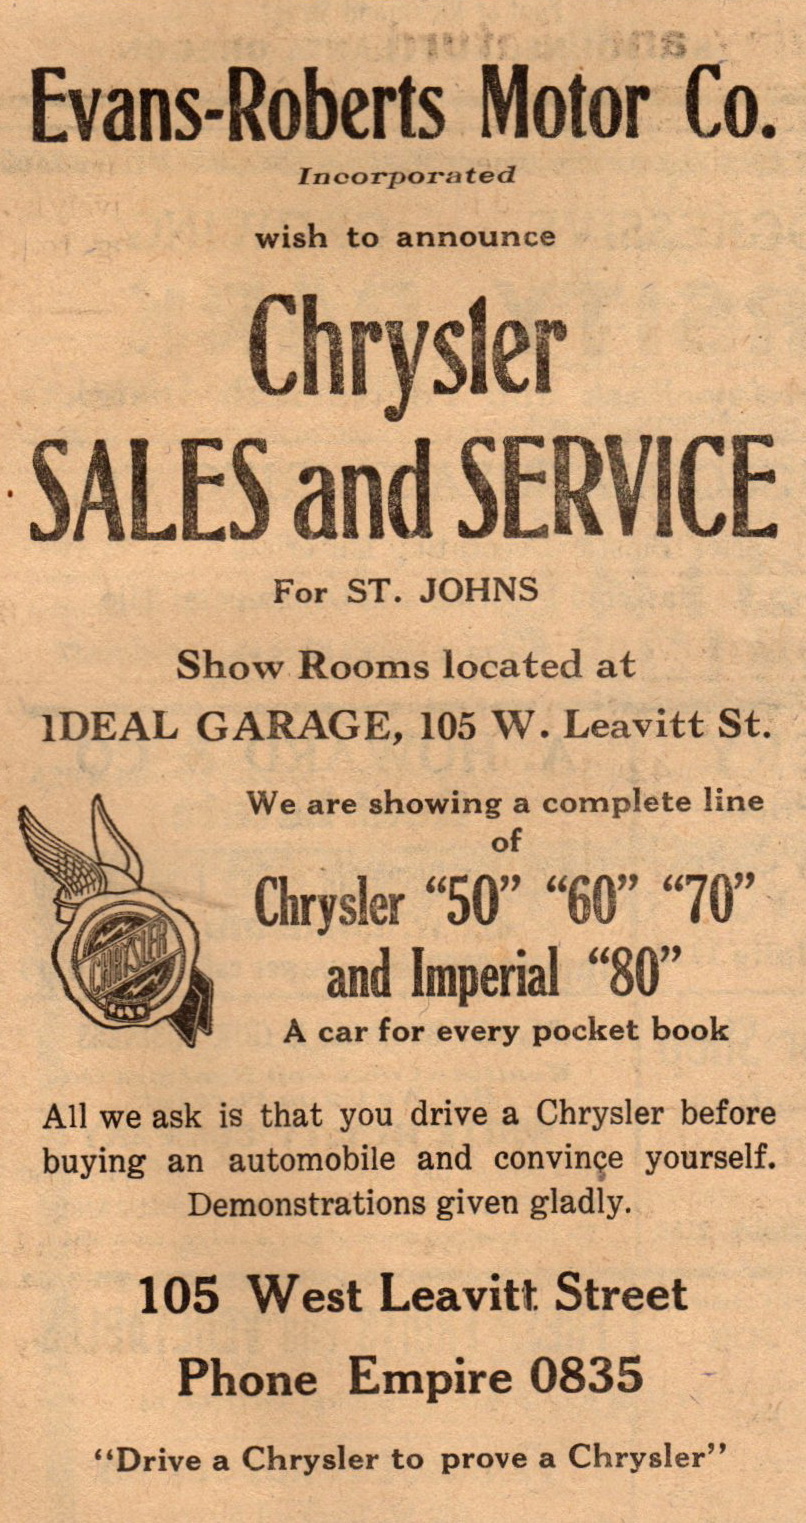 Evans-Roberts Motor Co.
Incorporated
wish to announce
Chrysler
SALES and SERVICE
For ST. JOHNS
Show Rooms located at
IDEAL GARAGE, 105 W. Leavitt St.
We are showing a complete line
of
Chrysler “50” “60” “70”
and Imperial “80”
A car for every pocket book
CHRYSLER
All we ask is that you drive a Chrysler before
buying an automobile and convince yourself.
Demonstrations given gladly.
105 West Leavitt Street
Phone Empire 0835
“Drive a Chrysler to prove a Chrysler”